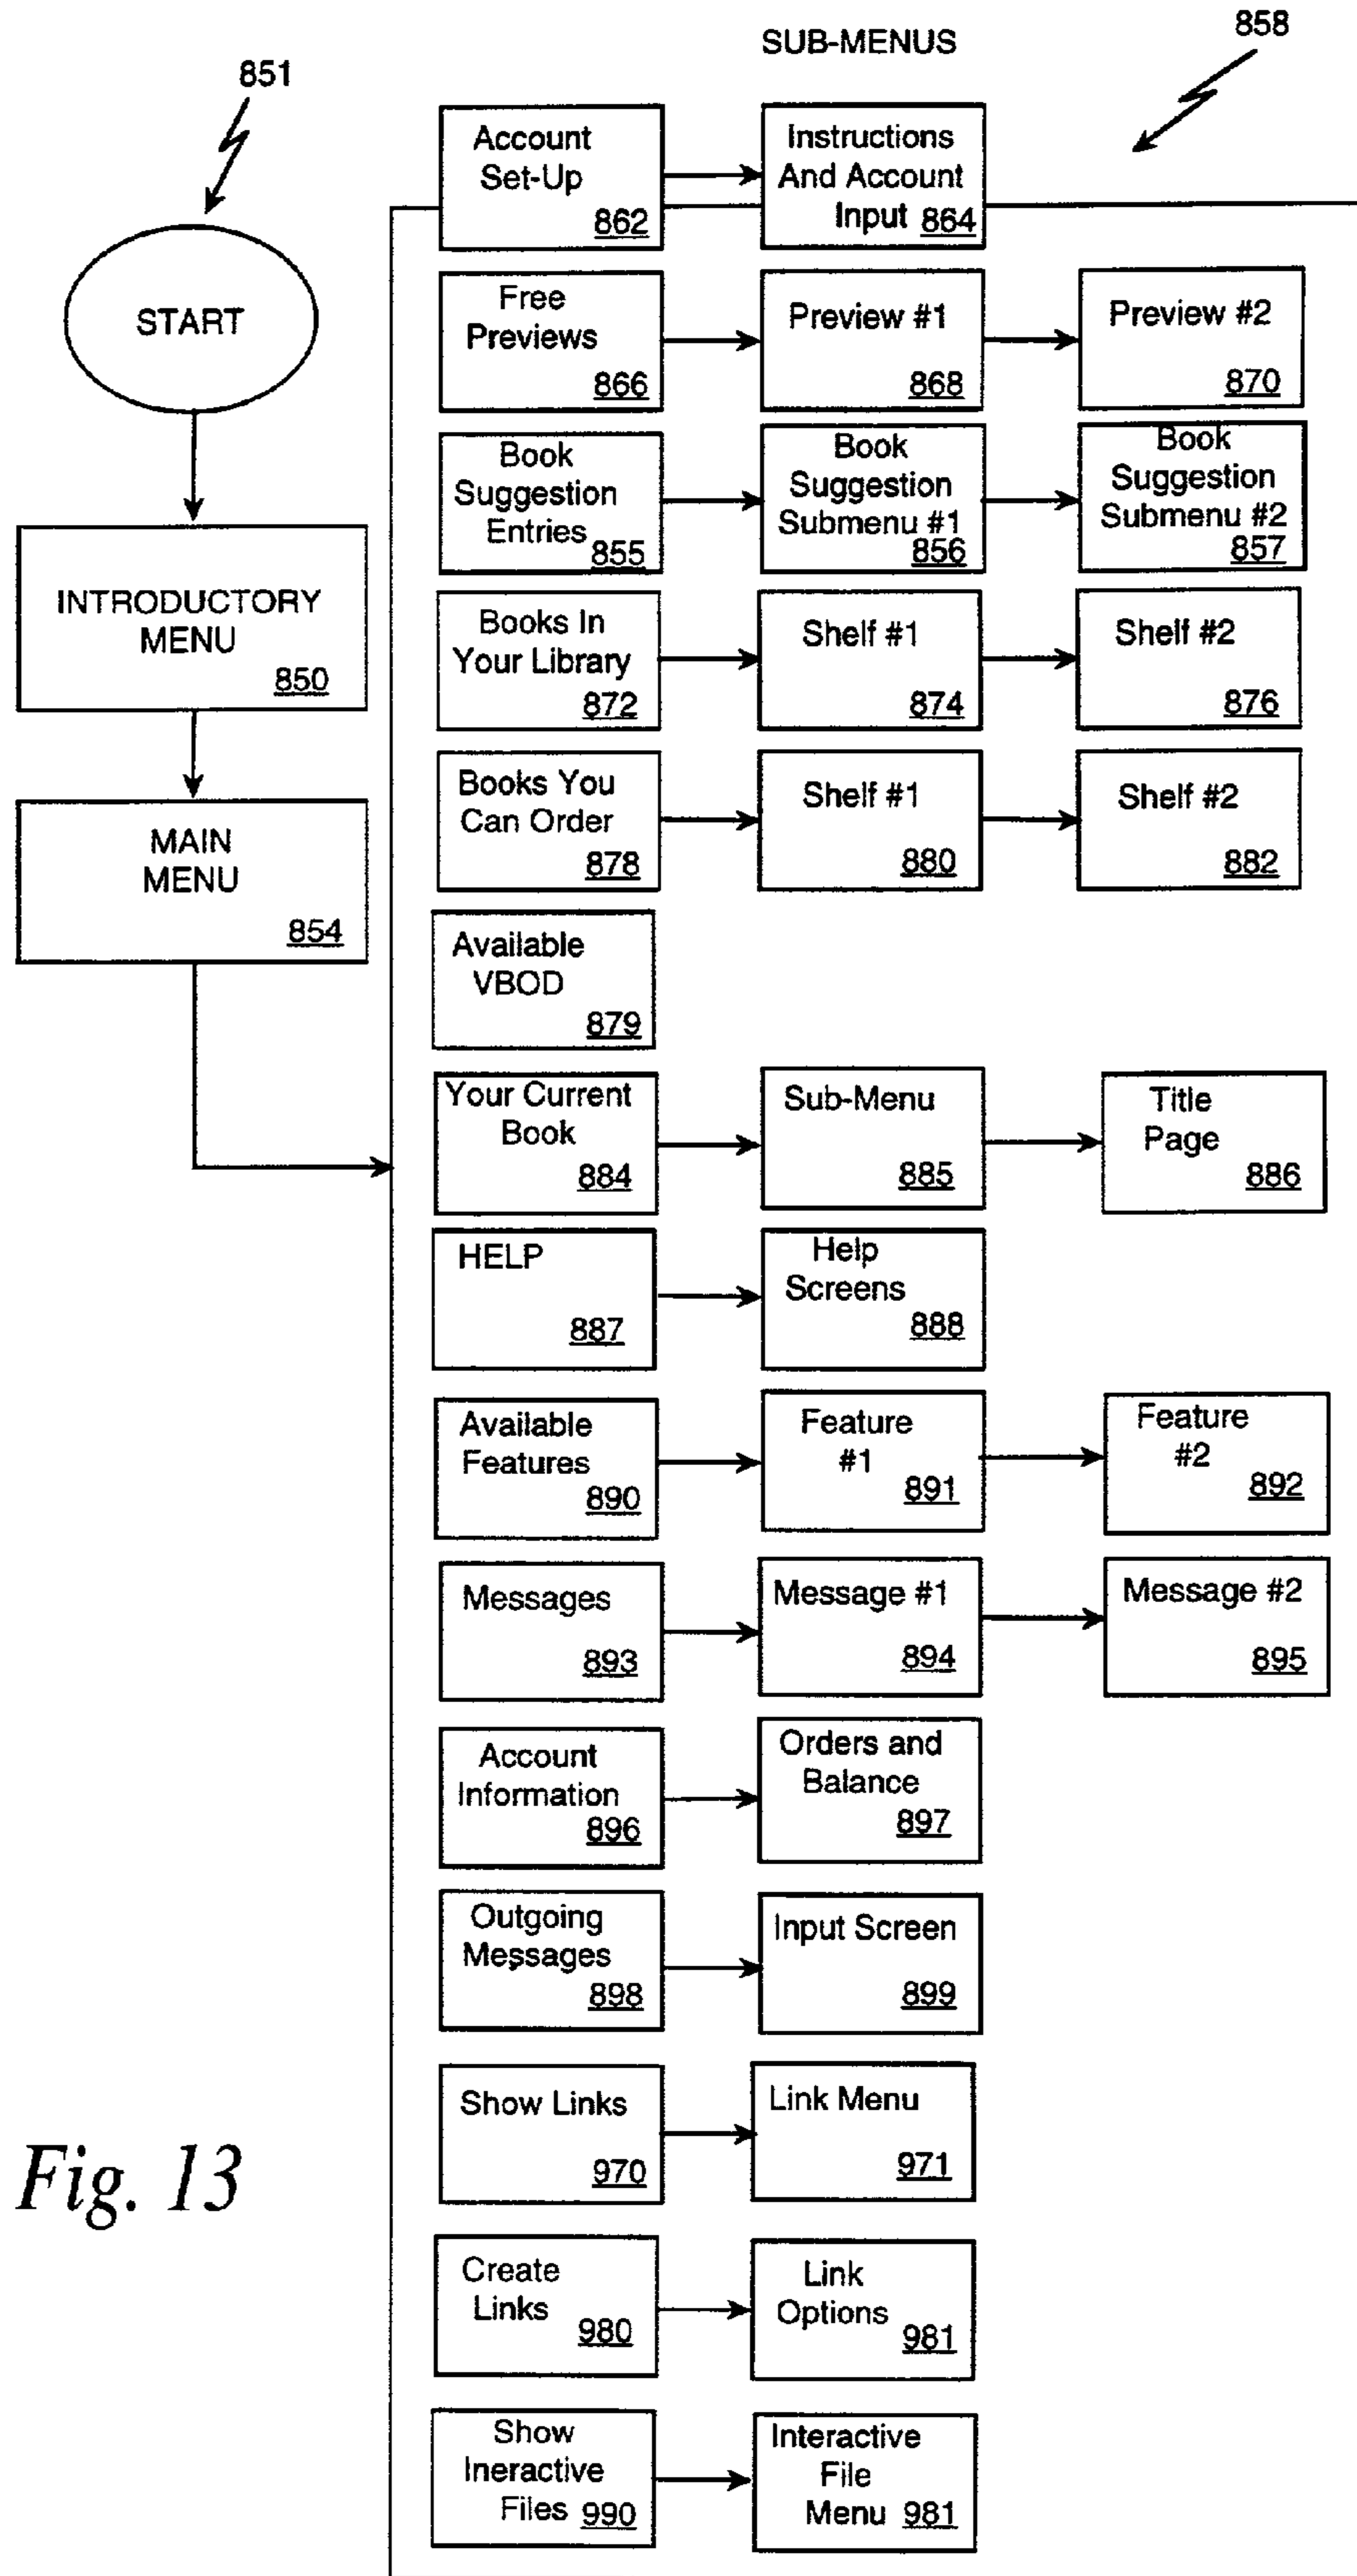 SUB-MENUS
858
851
START
INTRODUCTORY
MENU
850
MAIN
MENU
854
Account
Set-Up
862
Instructions
And Account
Input 864
Free
Previews
866
Preview #1
868
Preview #2
870
Book
Suggestion
Entries 855
Book
Suggestion
Submenu #1
856
Book
Suggestion
Submenu #2
857
Books In
Your Library
872
Shelf #1
874
Shelf #2
876
Books You
Can Order
878
Shelf #1
880
Shelf #2
882
Available
VBOD
879
Your Current
Book
884
Sub-Menu
885
Title
Page
886
HELP
887
Help
Screens
888
Available
Features
890
Feature
#1 891
Feature
#2
892
Messages
893
Message #1
894
Message #2
895
Account
Information
896
Orders and
Balance
897
Outgoing
Messages
898
Input Screen
899
Show Links
970
Link Menu
971
Create
Links 980
Link
Options 981
Show
Ineractive
Files 990
Interactive
File
Menu 981
Fig. 13